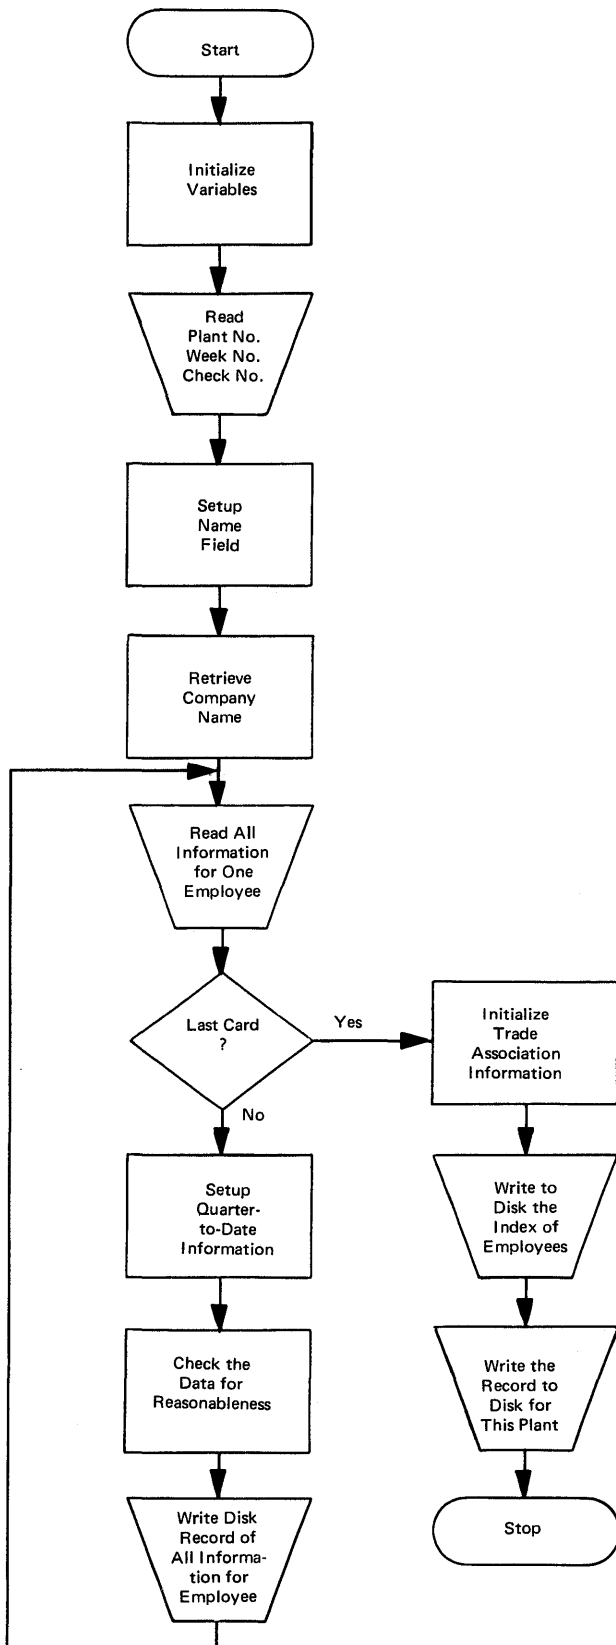 Start
Initialize
Variables
Read
Plant No.
Week No.
Check No.
Setup
Name
Field
Retrieve
Company
Name
Read All
Information
for One
Employee
Last Card
?
Yes
No
Setup
Quarter-
to-Date
Information
Check the
Data for
Reasonableness
Write Disk
Record of
All Informa-
tion for
Employee
Initialize
Trade
Association
Information
Write to
Disk the
Index of
Employees
Write the
Record to
Disk for
This Plant
Stop